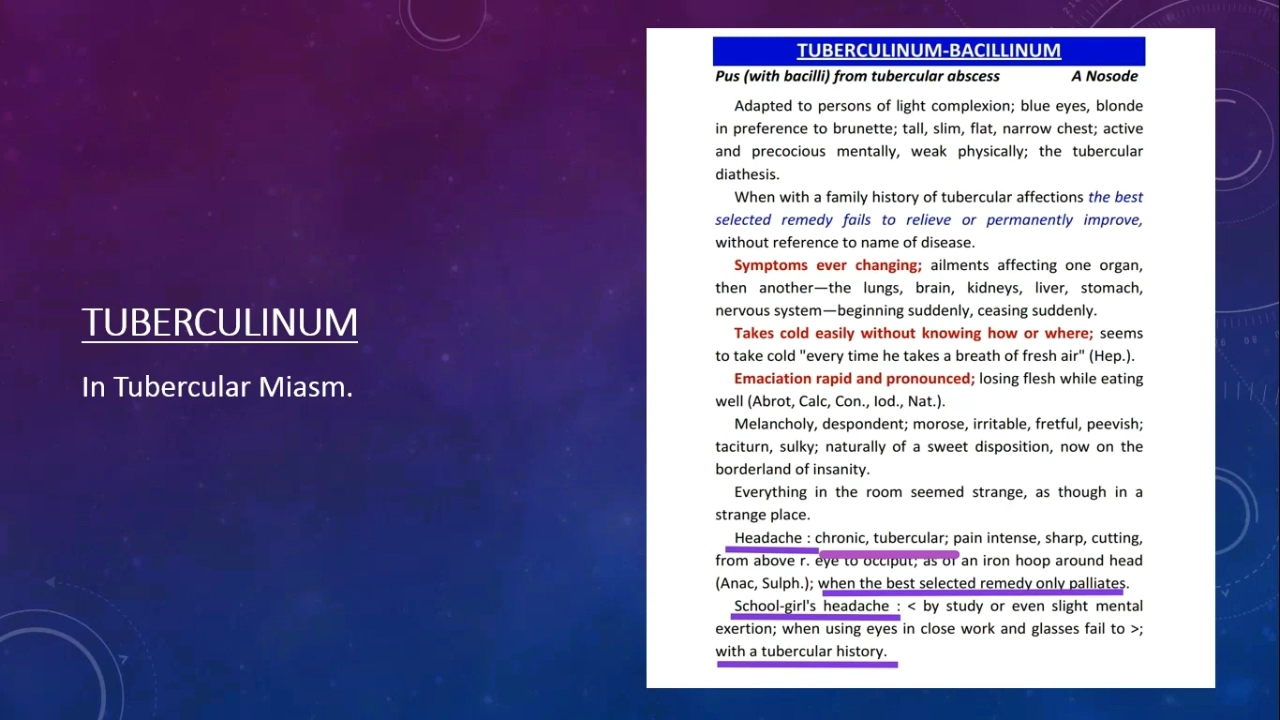 TUBERCULINUM
In Tubercular Miasm.
TUBERCULINUM-BACILLINUM
Pus (with bacilli) from tubercular abscess A Nosode
Adapted to persons of light complexion; blue eyes, blonde
in preference to brunette; tall, slim, flat, narrow chest; active
and precocious mentally, weak physically; the tubercular
diathesis.
When with a family history of tubercular affections the best
selected remedy fails to relieve or permanently improve,
without reference to name of disease.
Symptoms ever changing; ailments affecting one organ,
then another—the lungs, brain, kidneys, liver, stomach,
nervous system—beginning suddenly, ceasing suddenly.
Takes cold easily without knowing how or where; seems
to take cold "every time he takes a breath of fresh air" (Hep.).
Emaciation rapid and pronounced; losing flesh while eating
well (Abrot, Calc, Con., Iod., Nat.).
Melancholy, despondent; morose, irritable, fretful, peevish;
taciturn, sulky; naturally of a sweet disposition, now on the
borderland of insanity.
Everything in the room seemed strange, as though in a
strange place.
Headache : chronic, tubercular; pain intense, sharp, cutting,
from above r. eye to occiput; as of an iron hoop around head
(Anac, Sulph.); when the best selected remedy only palliates.
School-girl's headache : < by study or even slight mental
exertion; when using eyes in close work and glasses fail to >;
with a tubercular history.